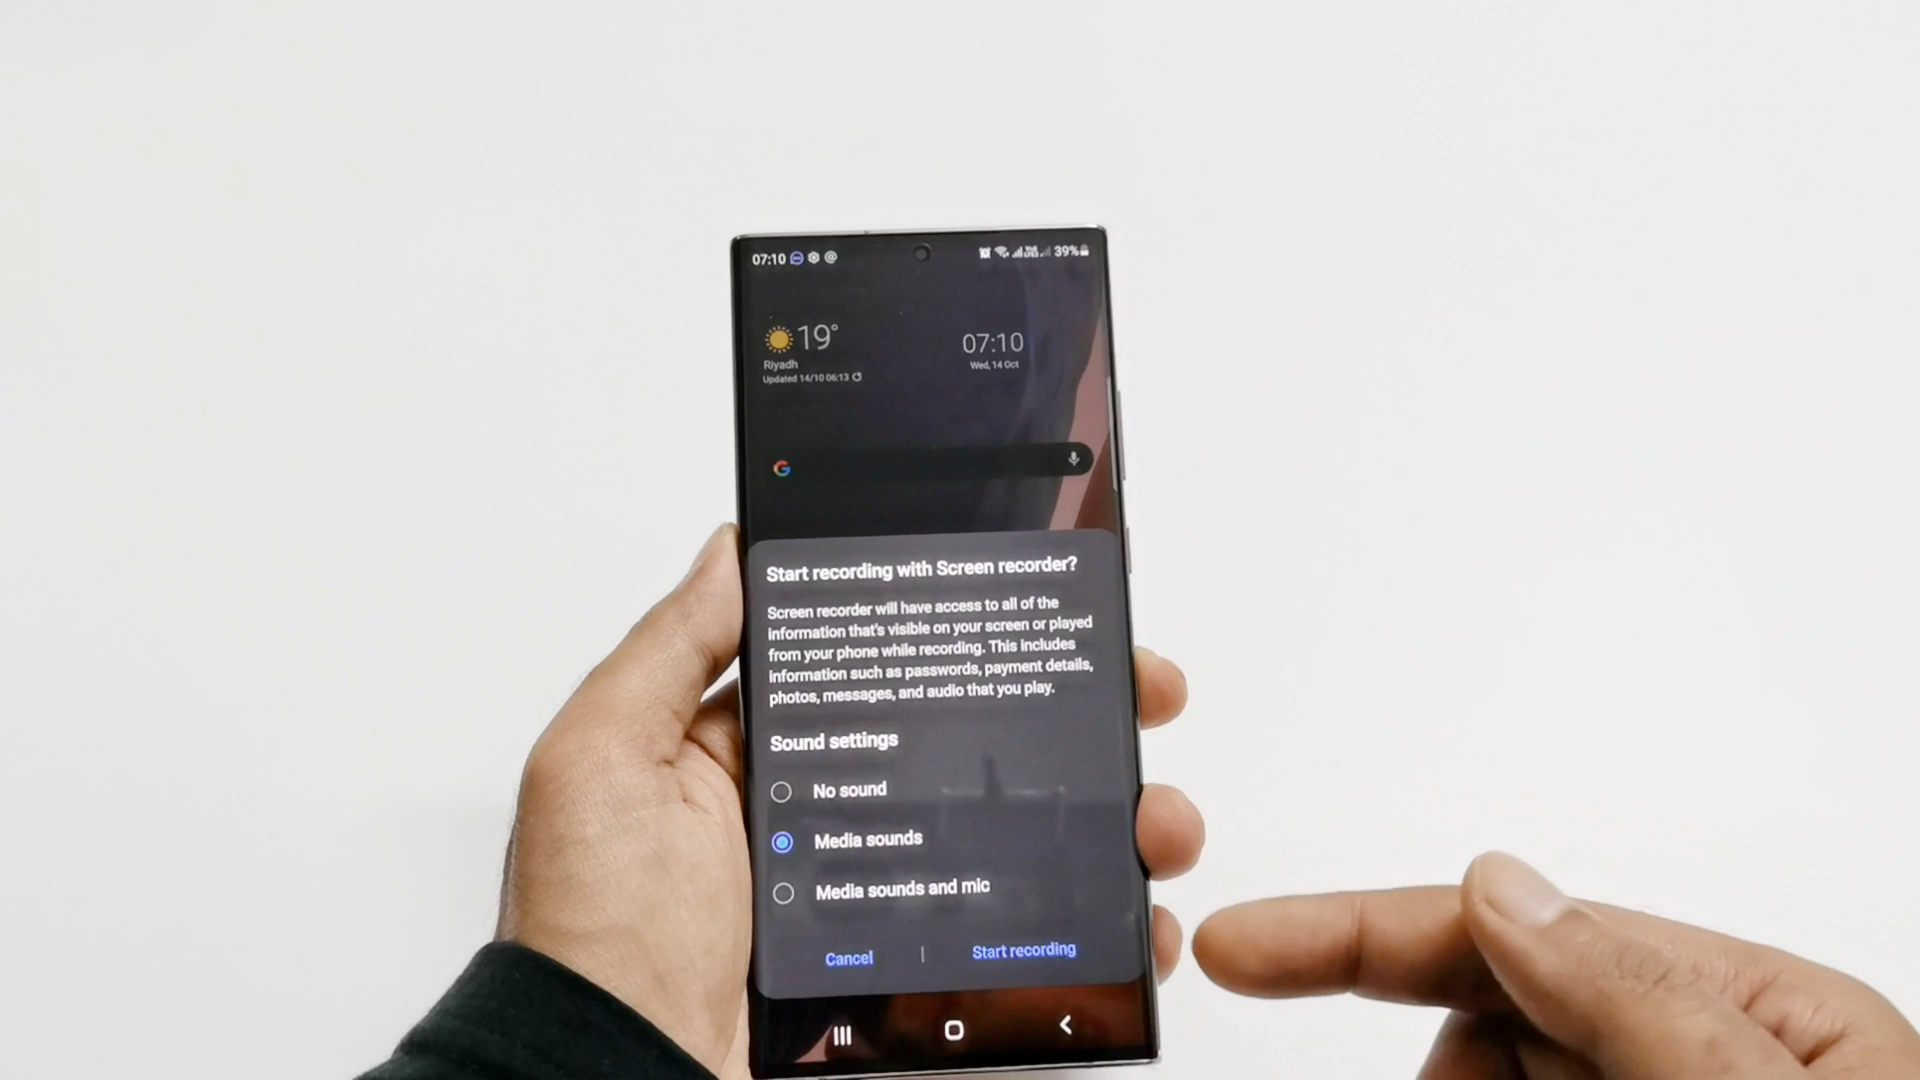 07:10
39%
19°
Riyadh
Updated 14/10 06:13
07:10
Wed, 14 Oct
G
Start recording with Screen recorder?
Screen recorder will have access to all of the
information that's visible on your screen or played
from your phone while recording. This includes
information such as passwords, payment details,
photos, messages, and audio that you play.
Sound settings
No sound
Media sounds
Media sounds and mic
Cancel | Start recording